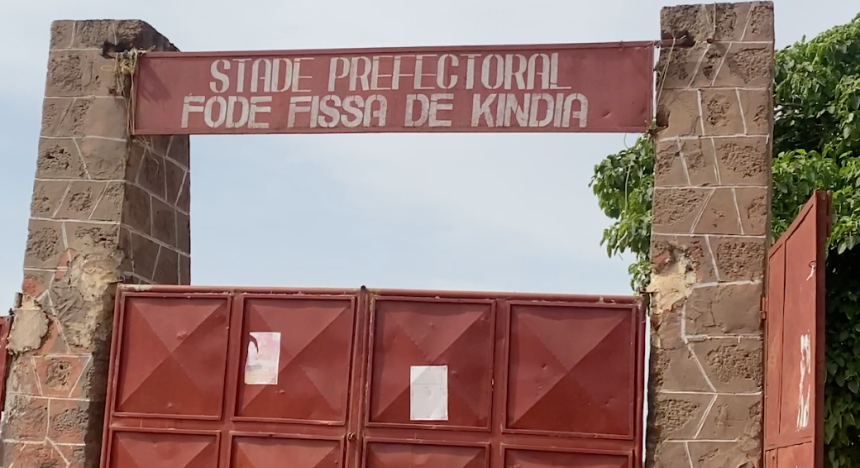 STADE PREFECTORAL
FODE FISSA DE KINDIA